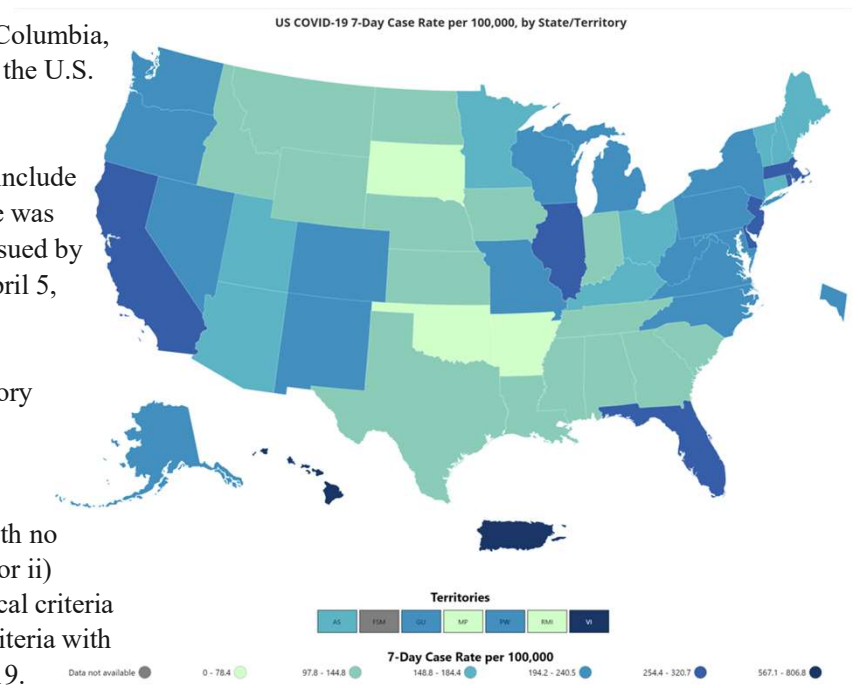 US COVID-19 7-Day Case Rate per 100,000, by State/Territory
Columbia,
the U.S.
include
e was
sued by
pril 5,
ory
th no
or ii)
cal criteria
iteria with
19.
Territories
AS FSM GU MP PW RMI VI
7-Day Case Rate per 100,000
Data not available 0 - 78.4 97.8 - 144.8 148.8 - 184.4 194.2 - 240.5 254.4 - 320.7 567.1 - 806.8